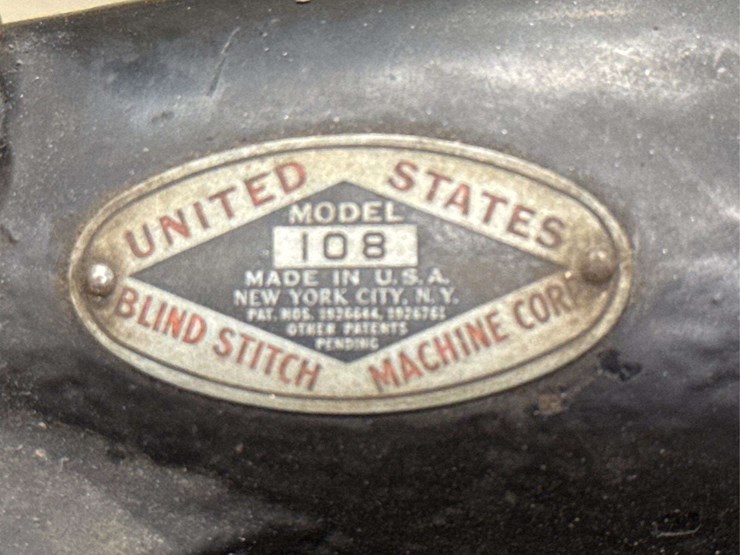 UNITED STATES
MODEL
108
MADE IN U.S.A.
NEW YORK CITY, N.Y.
PAT. NOS. 1926644, 1926761
OTHER PATENTS
PENDING
BLIND STITCH MACHINE CORP